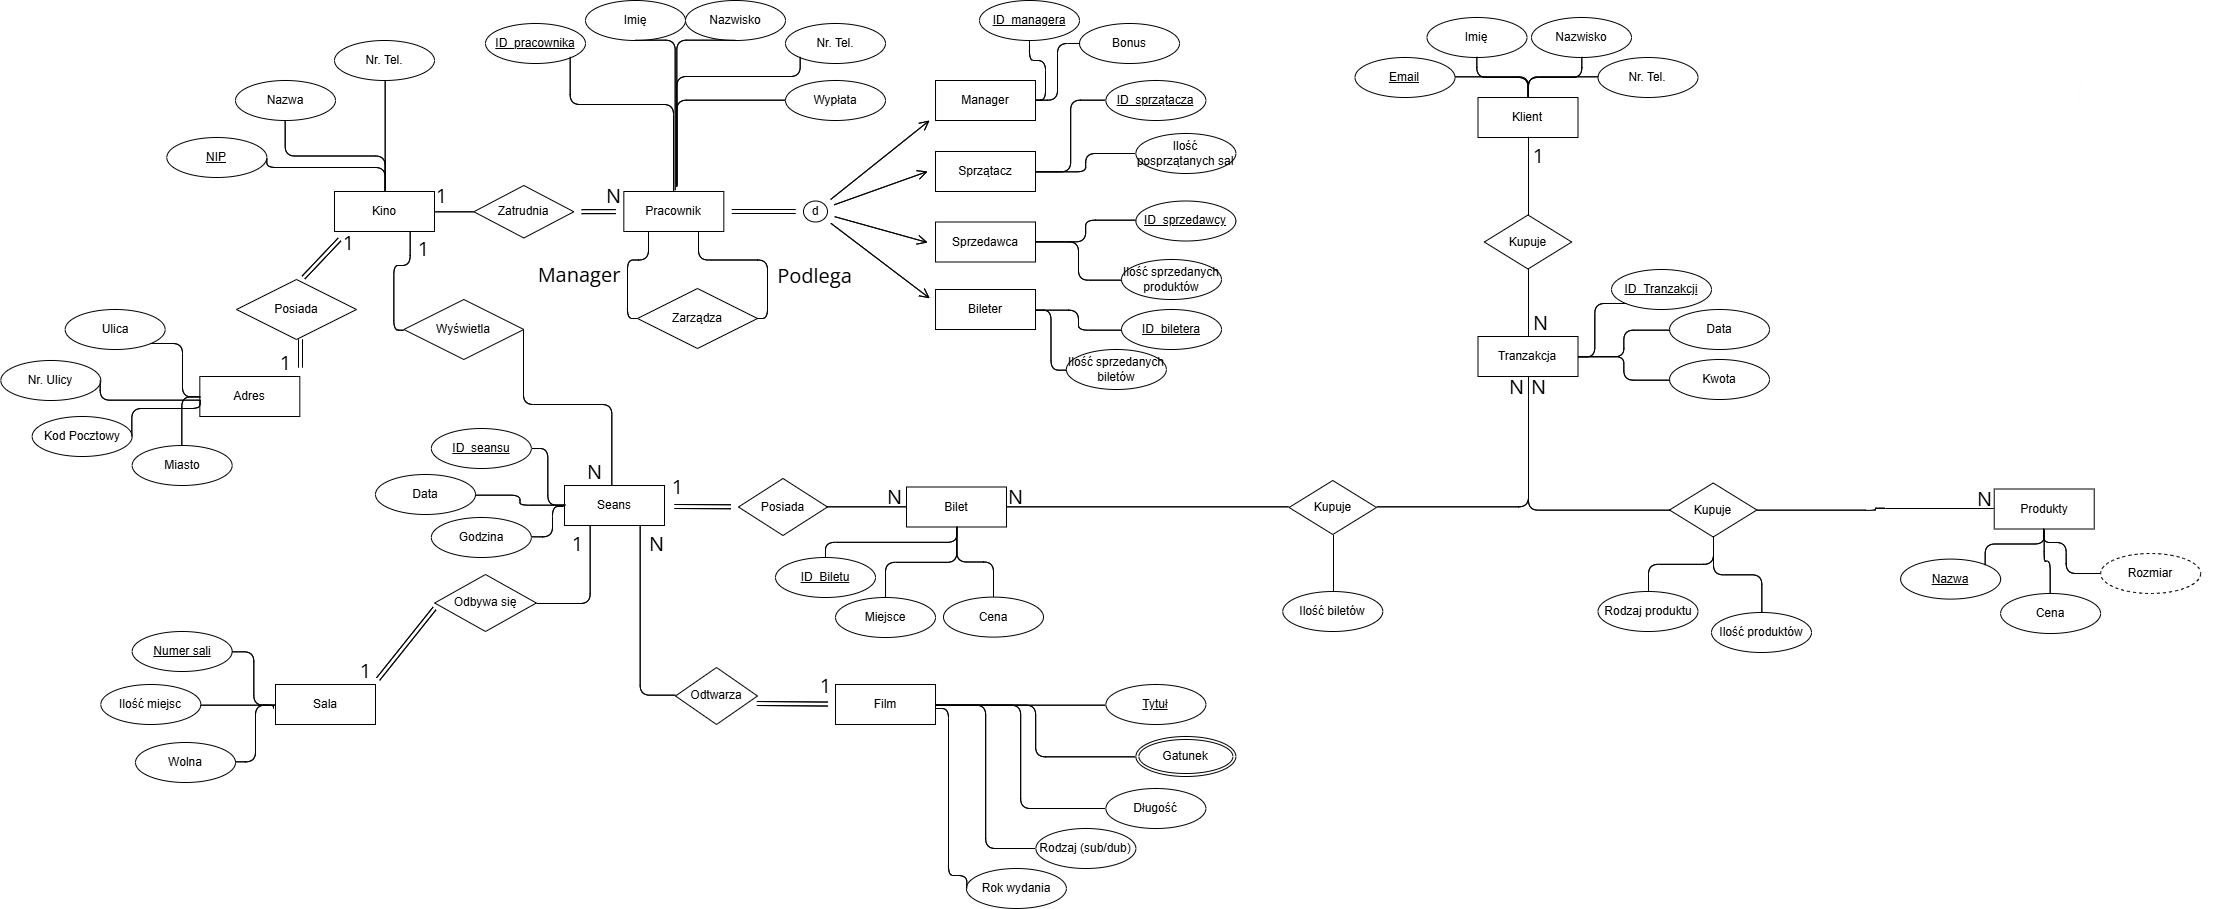 Imię
Nazwisko
ID_pracownika
Nr. Tel.
Wypłata
ID_managera
Bonus
Manager
ID_sprzątacza
Sprzątacz
Ilość
posprzątanych sal
Sprzedawca
ID_sprzedawcy
Ilość sprzedanych
produktów
Bileter
ID_biletera
Ilość sprzedanych
biletów
Nr. Tel.
Nazwa
NIP
Kino
1
Zatrudnia
N
Pracownik
d
1
1
Manager
Podlega
Zarządza
Posiada
Wyświetla
1
Ulica
Nr. Ulicy
Adres
Kod Pocztowy
Miasto
Imię
Nazwisko
Email
Nr. Tel.
Klient
1
Kupuje
N
ID_Tranzakcji
Tranzakcja
Data
Kwota
N
N
ID_seansu
Data
Godzina
N
Seans
1
Posiada
N
Bilet
N
Kupuje
Kupuje
N
Produkty
1
N
ID_Biletu
Miejsce
Cena
Ilość biletów
Rodzaj produktu
Ilość produktów
Nazwa
Cena
Rozmiar
Odbywa się
Numer sali
1
Ilość miejsc
Sala
Wolna
Odtwarza
1
Film
Tytuł
Gatunek
Długość
Rodzaj (sub/dub)
Rok wydania